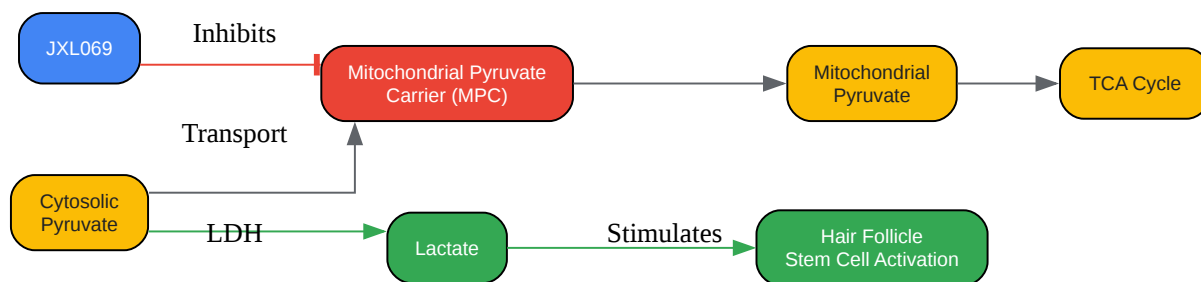 JXL069
Inhibits
Mitochondrial Pyruvate
Carrier (MPC)
Mitochondrial
Pyruvate
TCA Cycle
Transport
Cytosolic
Pyruvate
LDH
Lactate
Stimulates
Hair Follicle
Stem Cell Activation